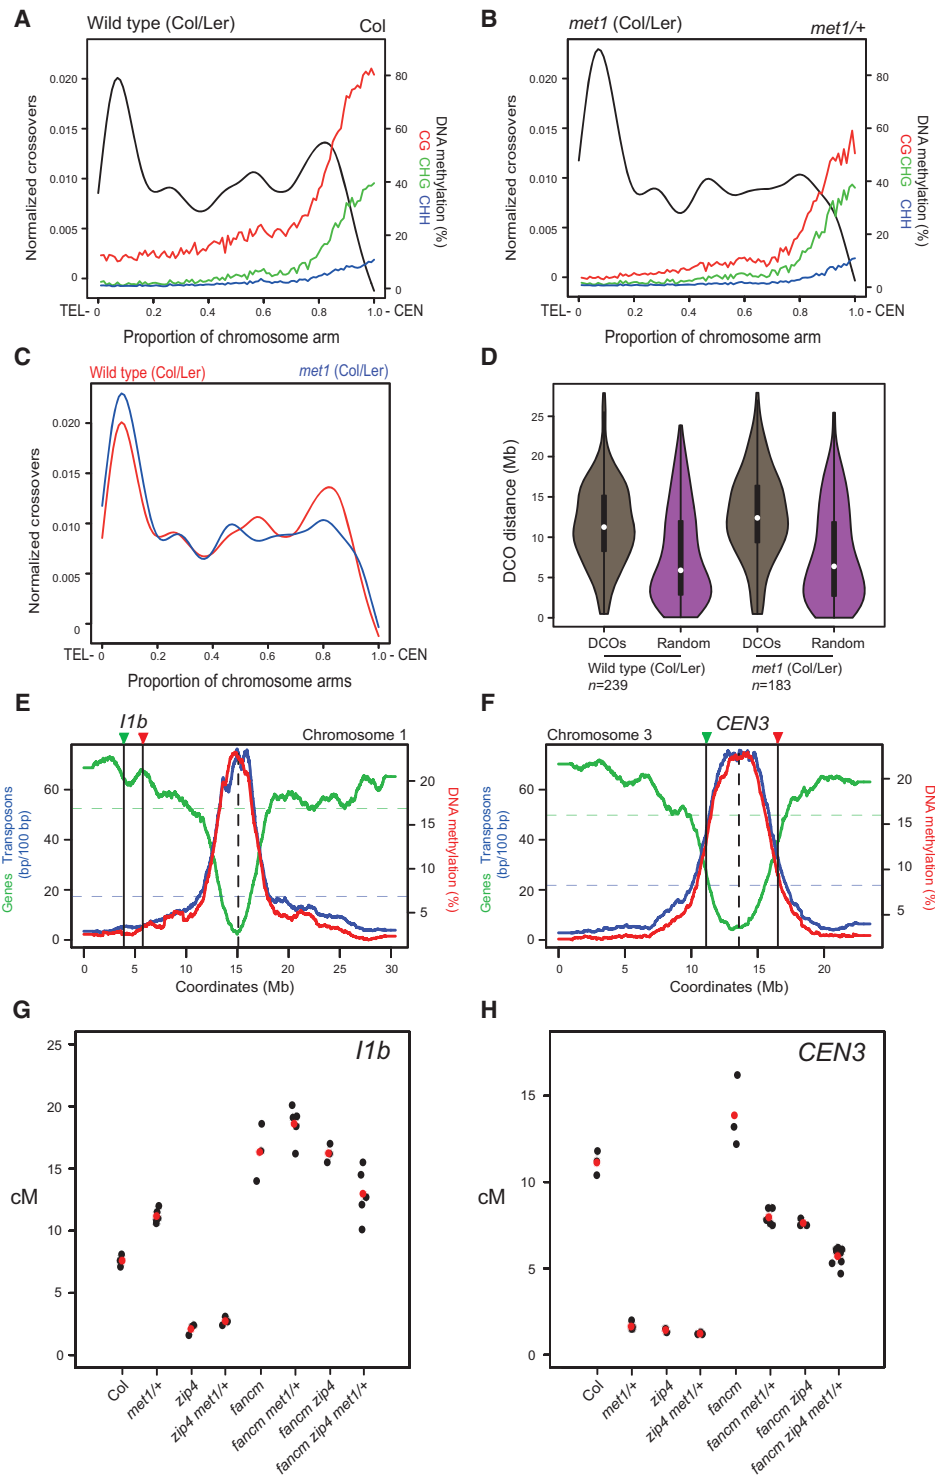 A
Wild type (Col/Ler)
Col
0.020
0.015
0.010
0.005
0
Normalized crossovers
80
60
40
20
0
DNA methylation (%)
CG CHG CHH
TEL- 0 0.2 0.4 0.6 0.8 1.0 - CEN
Proportion of chromosome arm
B
met1 (Col/Ler)
met1/+
0.020
0.015
0.010
0.005
0
Normalized crossovers
80
60
40
20
0
DNA methylation (%)
CG CHG CHH
TEL- 0 0.2 0.4 0.6 0.8 1.0 - CEN
Proportion of chromosome arm
C
Wild type (Col/Ler)
met1 (Col/Ler)
0.020
0.015
0.010
0.005
0
Normalized crossovers
TEL- 0 0.2 0.4 0.6 0.8 1.0 - CEN
Proportion of chromosome arms
D
25
20
15
10
5
0
DCO distance (Mb)
DCOs Random DCOs Random
Wild type (Col/Ler) met1 (Col/Ler)
n=239 n=183
E
I1b
Chromosome 1
60
40
20
0
Genes Transposons
(bp/100 bp)
20
15
10
5
DNA methylation (%)
0 5 10 15 20 25 30
Coordinates (Mb)
F
Chromosome 3
CEN3
60
40
20
0
Genes Transposons
(bp/100 bp)
20
15
10
5
DNA methylation (%)
0 5 10 15 20
Coordinates (Mb)
G
I1b
25
20
15
10
5
0
cM
Col
met1/+
zip4
zip4 met1/+
fancm
fancm met1/+
fancm zip4
fancm zip4 met1/+
H
CEN3
15
10
5
0
cM
Col
met1/+
zip4
zip4 met1/+
fancm
fancm met1/+
fancm zip4
fancm zip4 met1/+